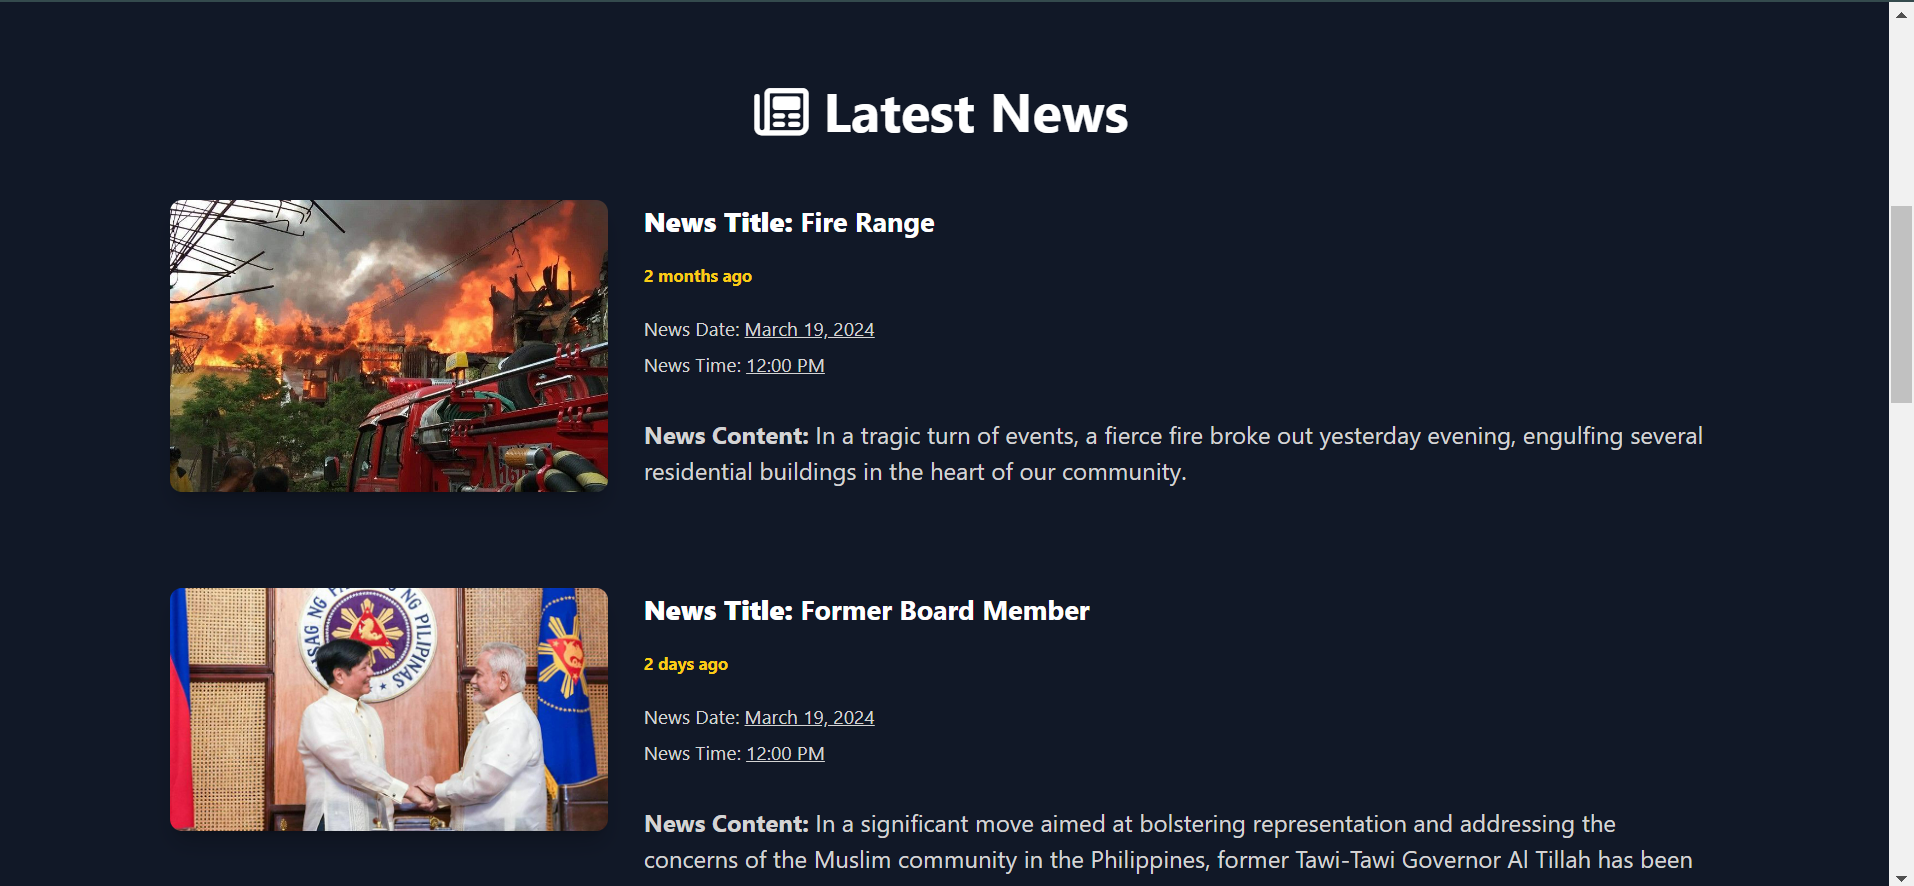 Latest News
News Title: Fire Range
2 months ago
News Date: March 19, 2024
News Time: 12:00 PM
News Content: In a tragic turn of events, a fierce fire broke out yesterday evening, engulfing several
residential buildings in the heart of our community.
NG PILIPINAS
News Title: Former Board Member
2 days ago
News Date: March 19, 2024
News Time: 12:00 PM
News Content: In a significant move aimed at bolstering representation and addressing the
concerns of the Muslim community in the Philippines, former Tawi-Tawi Governor Al Tillah has been